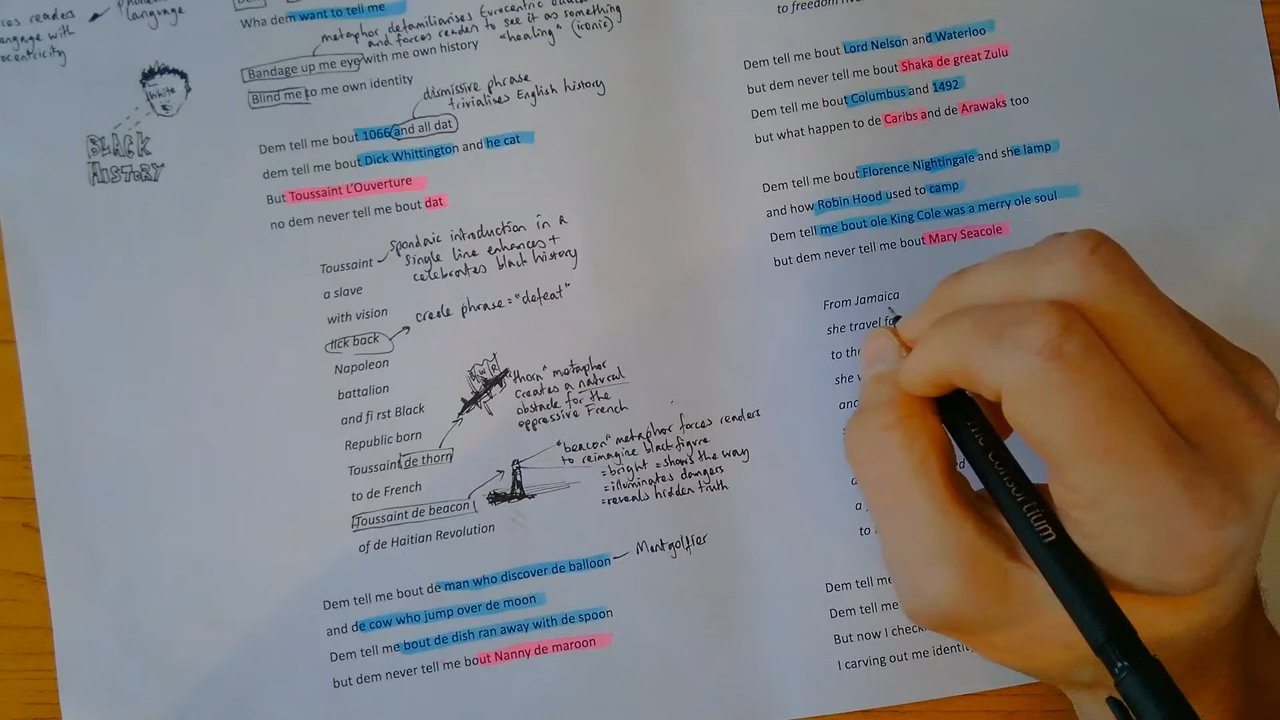 ces readers
engage with
ocentricity
language
Wha dem want to tell me
metaphor defamiliarises Eurocentric
and forces reader to see it as something
"healing" (iconic)
Bandage up me eye with me own history
Blind me to me own identity
White
BLACK
HISTORY
dismissive phrase
trivialises English history
Dem tell me bout 1066 and all dat
dem tell me bout Dick Whittington and he cat
But Toussaint L'Ouverture
no dem never tell me bout dat
Toussaint
a slave
with vision
lick back
Napoleon
battalion
and fi rst Black
Republic born
Toussaint de thorn
to de French
Toussaint de beacon
of de Haitian Revolution
spondaic introduction in a
single line enhances +
celebrates black history
creole phrase = "defeat"
"thorn" metaphor
creates a natural
obstacle for the
oppressive French
"beacon" metaphor forces readers
to reimagine black figure
= bright = shows the way
= illuminates dangers
= reveals hidden truth
Dem tell me bout de man who discover de balloon
Montgolfier
and de cow who jump over de moon
Dem tell me bout de dish ran away with de spoon
but dem never tell me bout Nanny de maroon
to freedom
Dem tell me bout Lord Nelson and Waterloo
but dem never tell me bout Shaka de great Zulu
Dem tell me bout Columbus and 1492
but what happen to de Caribs and de Arawaks too
Dem tell me bout Florence Nightingale and she lamp
and how Robin Hood used to camp
Dem tell me bout ole King Cole was a merry ole soul
but dem never tell me bout Mary Seacole
From Jamaica
she travel fa
to the
she
and
a
to
Dem tell me
Dem tell me
But now I check
I carving out me identi
The Consortium